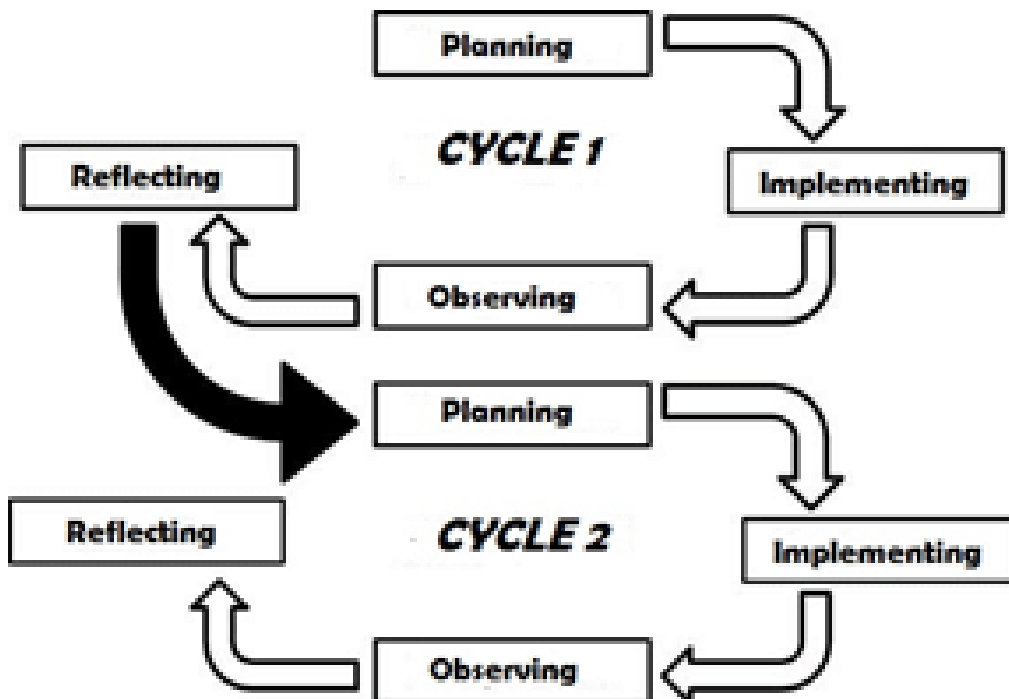 Planning
CYCLE 1
Reflecting
Implementing
Observing
Planning
Reflecting
CYCLE 2
Implementing
Observing